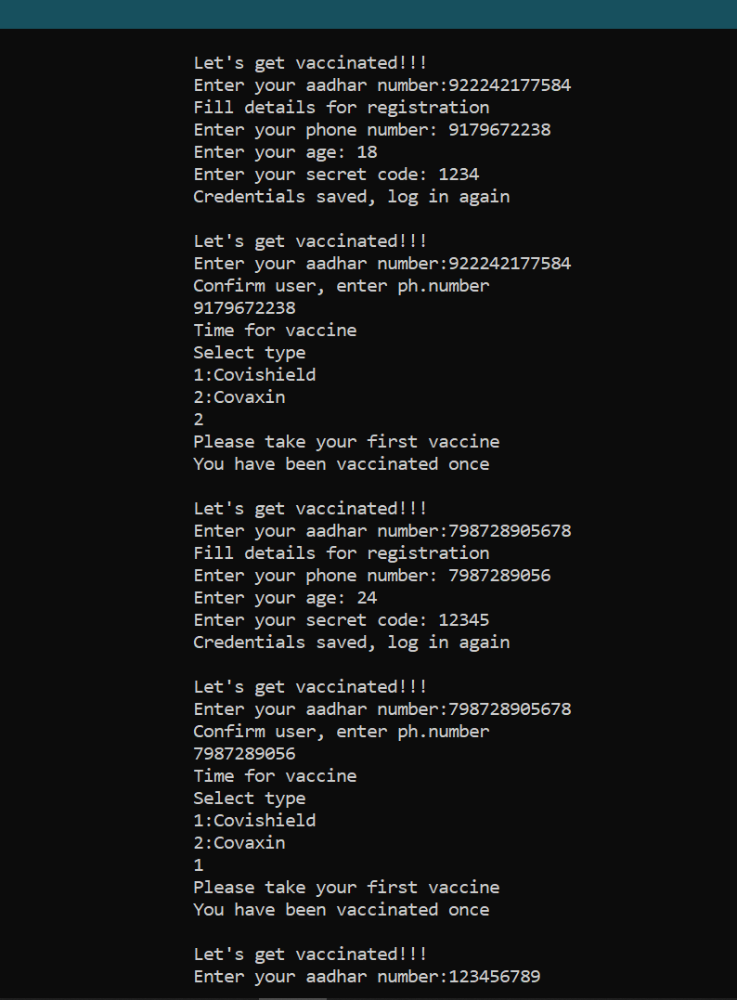 Let's get vaccinated!!!
Enter your aadhar number:922242177584
Fill details for registration
Enter your phone number: 9179672238
Enter your age: 18
Enter your secret code: 1234
Credentials saved, log in again
Let's get vaccinated!!!
Enter your aadhar number:922242177584
Confirm user, enter ph.number
9179672238
Time for vaccine
Select type
1:Covishield
2:Covaxin
2
Please take your first vaccine
You have been vaccinated once
Let's get vaccinated!!!
Enter your aadhar number:798728905678
Fill details for registration
Enter your phone number: 7987289056
Enter your age: 24
Enter your secret code: 12345
Credentials saved, log in again
Let's get vaccinated!!!
Enter your aadhar number:798728905678
Confirm user, enter ph.number
7987289056
Time for vaccine
Select type
1:Covishield
2:Covaxin
1
Please take your first vaccine
You have been vaccinated once
Let's get vaccinated!!!
Enter your aadhar number:123456789